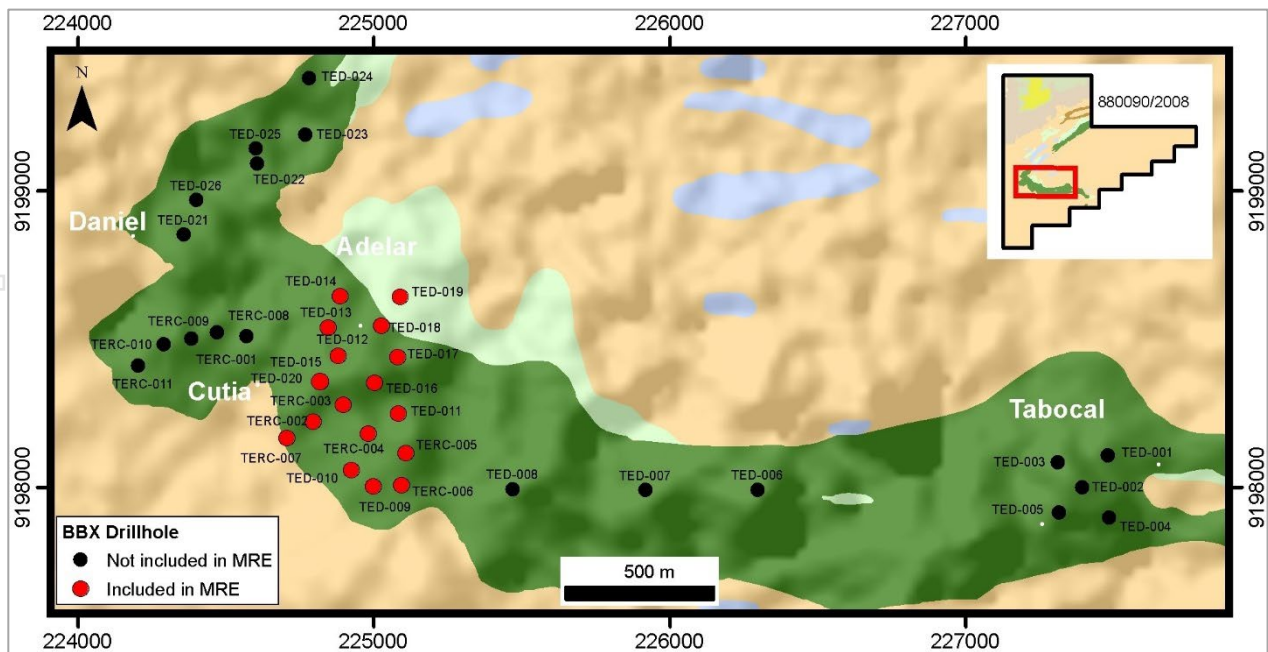 224000
225000
226000
227000
N
TED-024
880090/2008
TED-025
TED-023
TED-022
9199000
9199000
TED-026
Daniel
TED-021
Adelar
TED-014
TED-019
TED-013
TERC-009
TERC-008
TED-018
TERC-010
TED-012
TED-017
TERC-001
TED-015
TERC-011
TED-020
Cutia
TED-016
TERC-003
TED-011
Tabocal
TERC-002
TERC-004
TERC-005
TED-001
TERC-007
TED-003
TED-010
TED-008
TED-007
TED-006
9198000
TED-002
9198000
TERC-006
TED-009
TED-005
TED-004
BBX Drillhole
Not included in MRE
Included in MRE
500 m
224000
225000
226000
227000